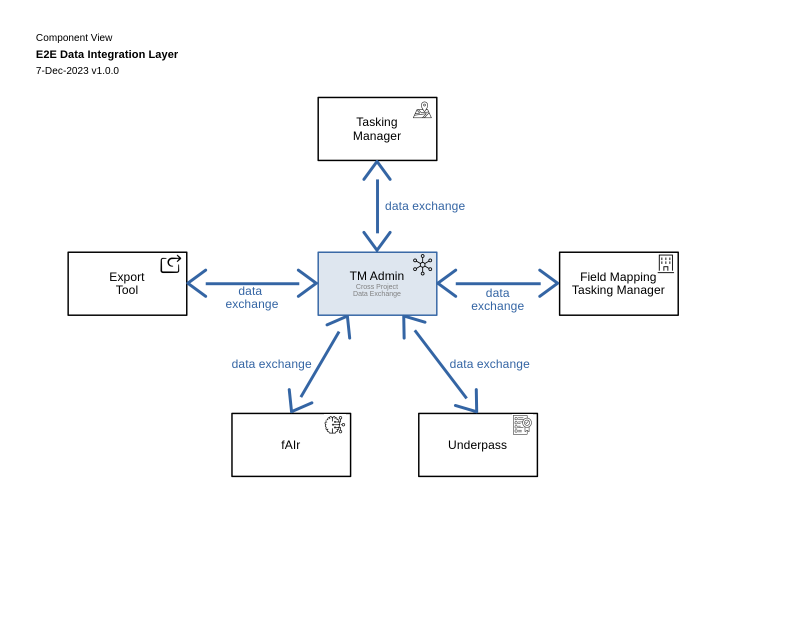 Component View
E2E Data Integration Layer
7-Dec-2023 v1.0.0
Tasking
Manager
data exchange
Export
Tool
data
exchange
TM Admin
Cross Project
Data Exchange
data
exchange
Field Mapping
Tasking Manager
data exchange
data exchange
fAIr
Underpass